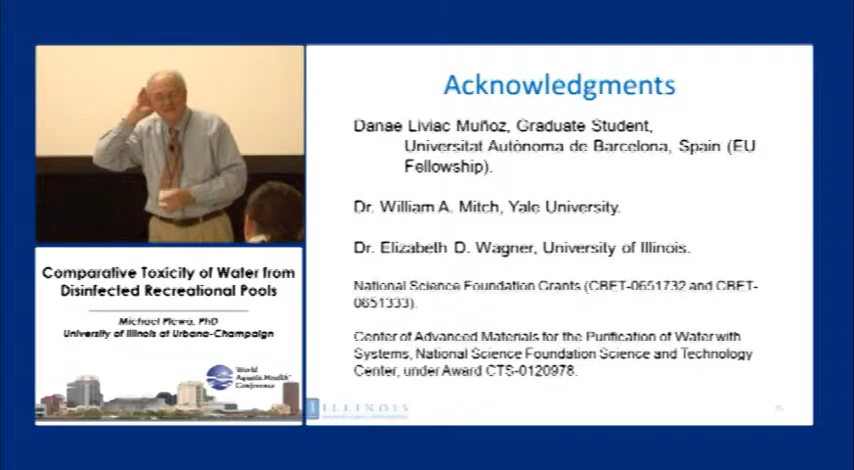 Acknowledgments
Danae Liviac Muñoz, Graduate Student,
Universitat Autònoma de Barcelona, Spain (EU
Fellowship).
Dr. William A. Mitch, Yale University.
Dr. Elizabeth D. Wagner, University of Illinois.
National Science Foundation Grants (CBET-0651732 and CBET-
0651333).
Center of Advanced Materials for the Purification of Water with
Systems, National Science Foundation Science and Technology
Center, under Award CTS-0120978.
Comparative Toxicity of Water from
Disinfected Recreational Pools
Michael Plewa, PhD
University of Illinois at Urbana-Champaign
World
Aquatic Health™
Conference
ILLINOIS